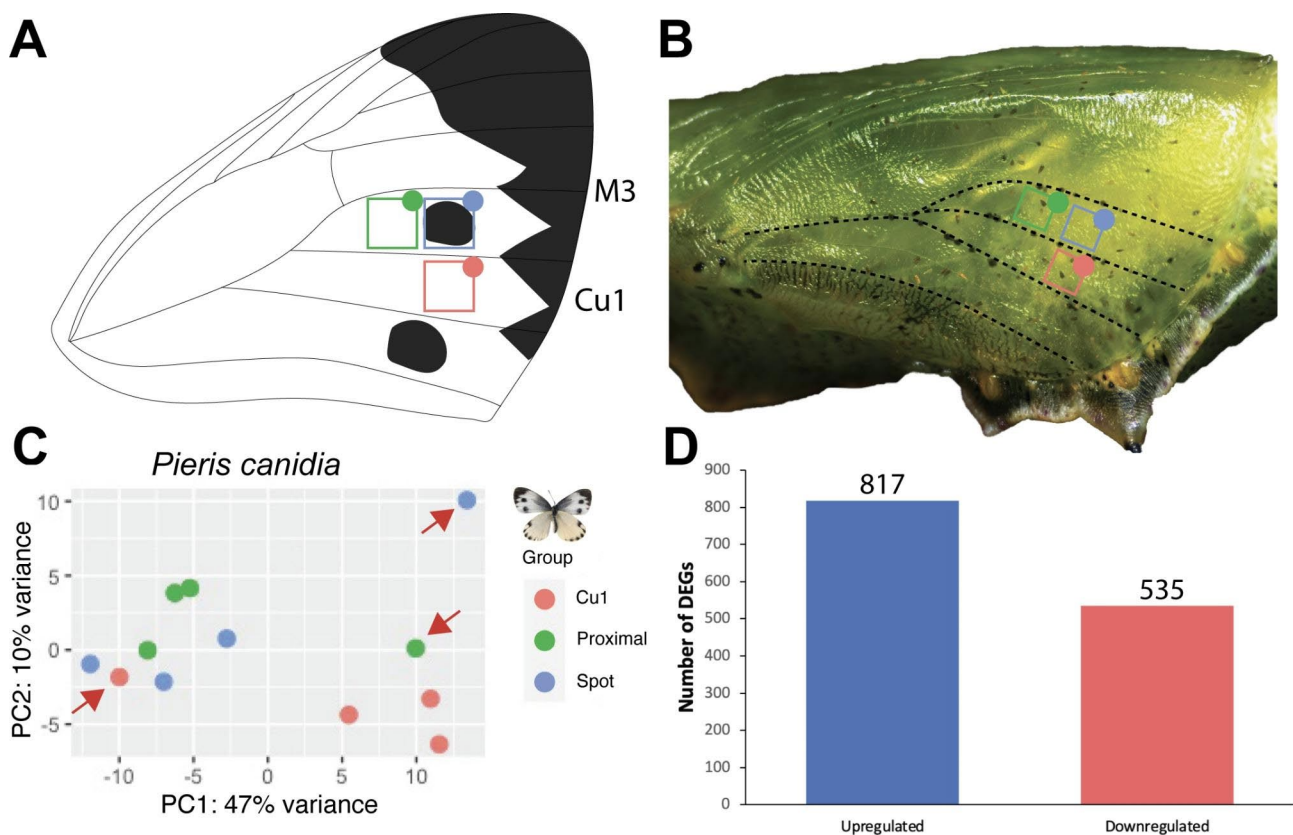 A
M3
Cu1
B
C
Pieris canidia
10
5
0
-5
-10
-5
0
5
10
PC2: 10% variance
PC1: 47% variance
Group
Cu1
Proximal
Spot
D
900
800
700
600
500
400
300
200
100
0
Number of DEGs
817
535
Upregulated
Downregulated